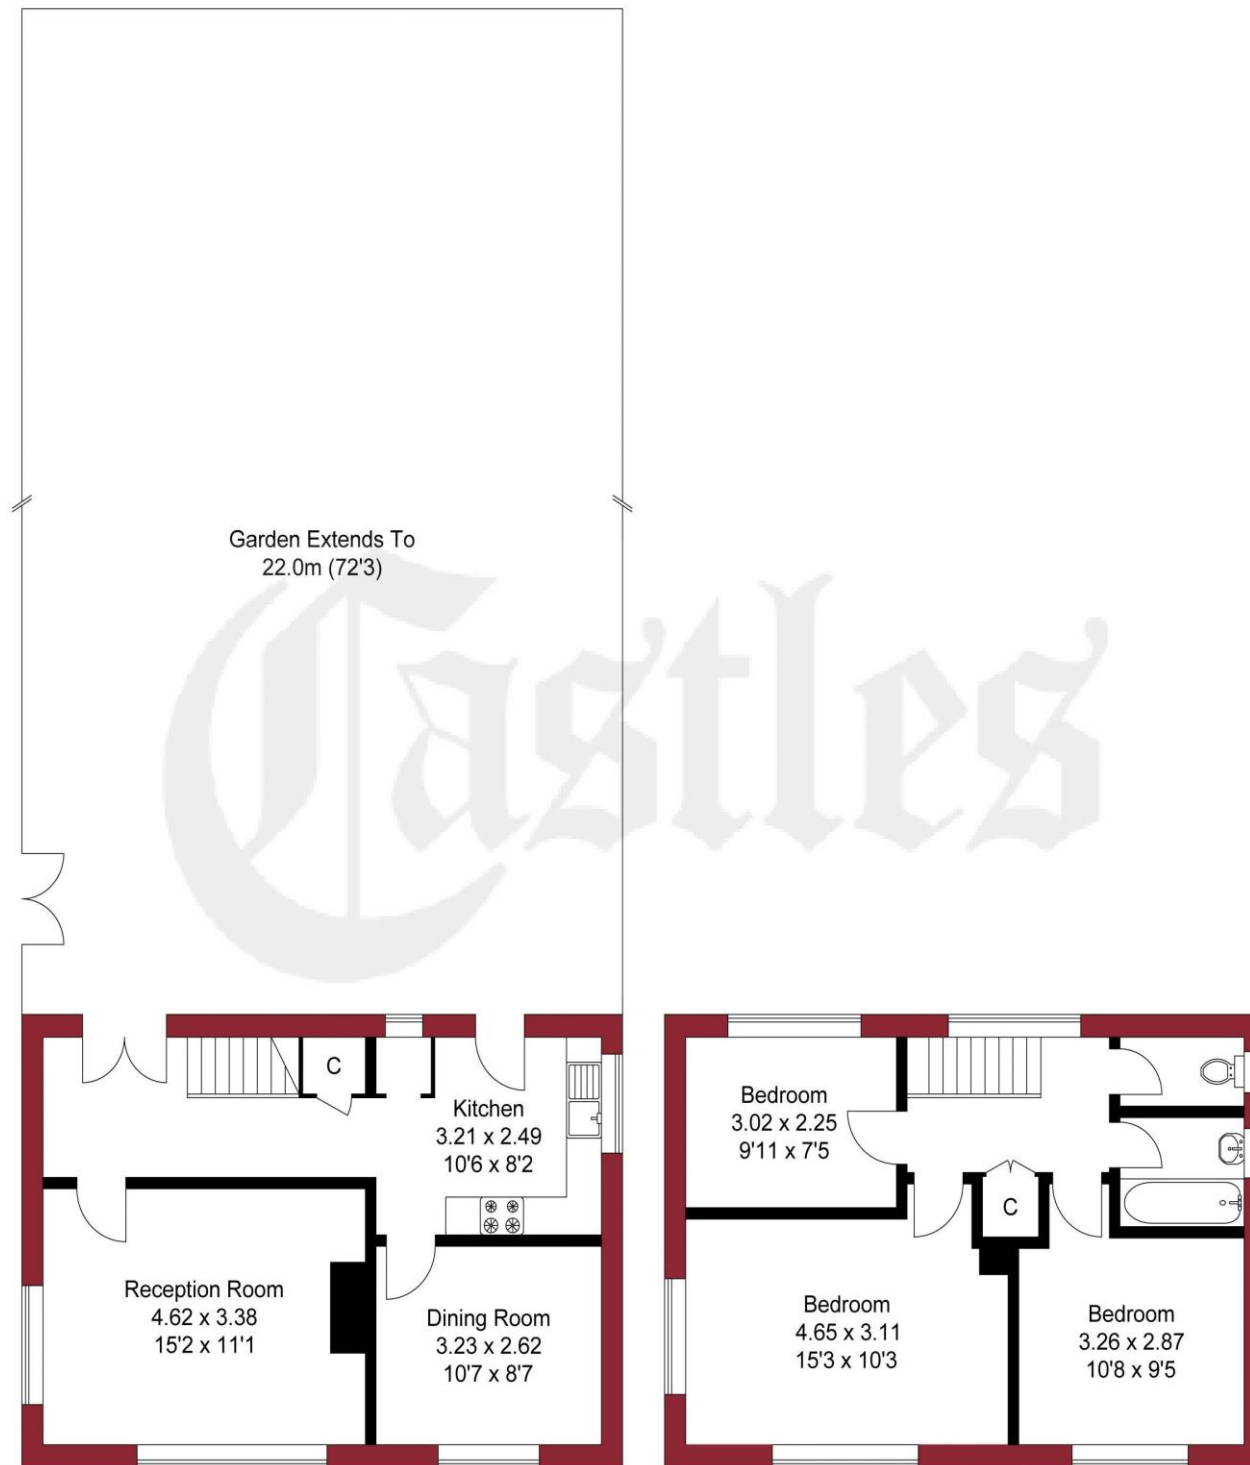 Garden Extends To
22.0m (72'3)
Castles
C
Kitchen
3.21 x 2.49
10'6 x 8'2
Reception Room
4.62 x 3.38
15'2 x 11'1
Dining Room
3.23 x 2.62
10'7 x 8'7
Bedroom
3.02 x 2.25
9'11 x 7'5
C
Bedroom
4.65 x 3.11
15'3 x 10'3
Bedroom
3.26 x 2.87
10'8 x 9'5